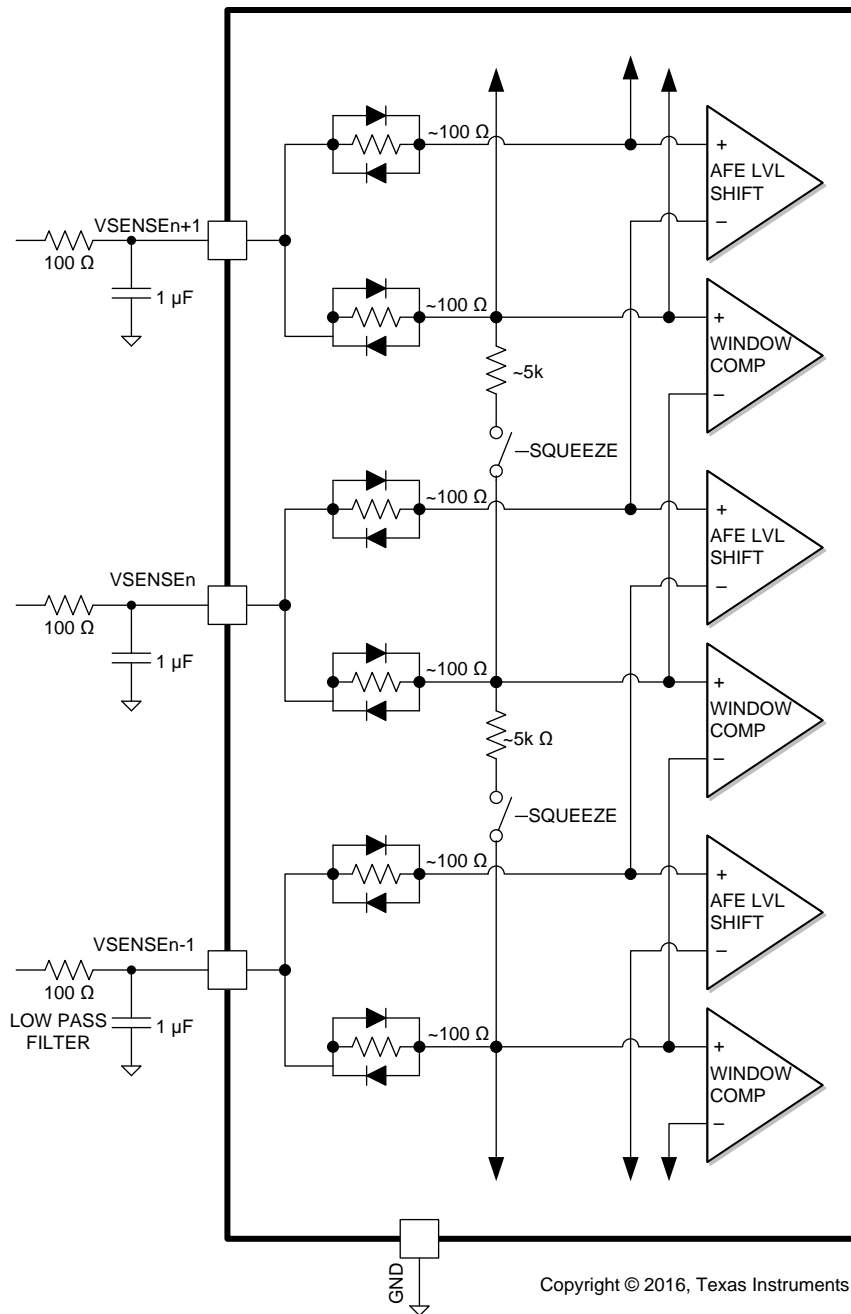 ~100 Ω
+
AFE LVL
SHIFT
–
VSENSEn+1
100 Ω
1 µF
~100 Ω
+
WINDOW
COMP
–
~5k
SQUEEZE
~100 Ω
+
AFE LVL
SHIFT
–
VSENSEn
100 Ω
1 µF
~100 Ω
+
WINDOW
COMP
–
~5k Ω
SQUEEZE
~100 Ω
+
AFE LVL
SHIFT
–
VSENSEn-1
100 Ω
LOW PASS
FILTER
1 µF
~100 Ω
+
WINDOW
COMP
–
GND
Copyright © 2016, Texas Instruments